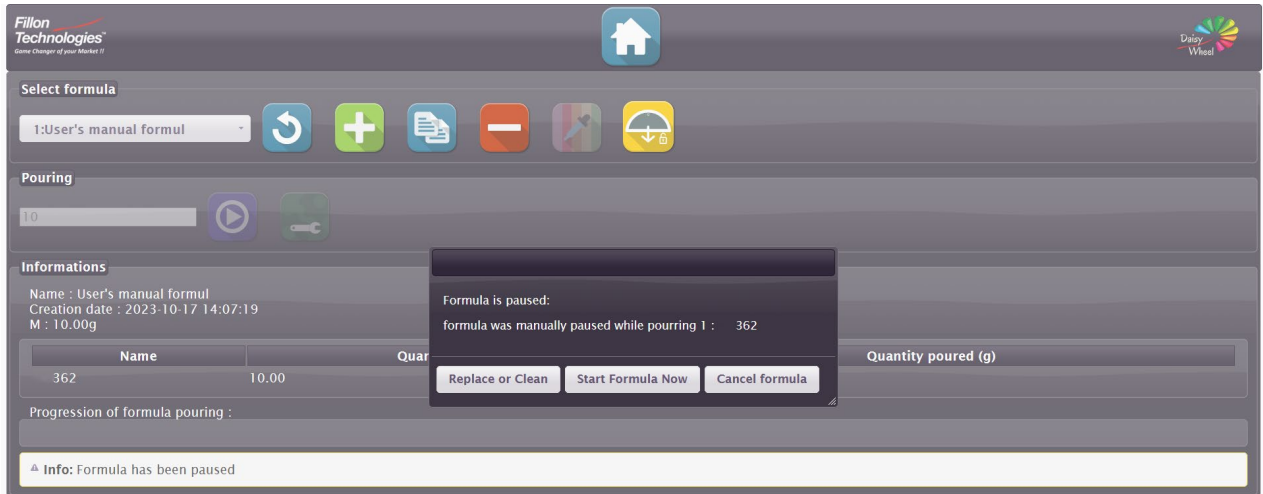 Fillon
Technologies™
Game Changer of your Market !!
Daisy
Wheel
Select formula
1:User's manual formul
Pouring
10
Informations
Name : User's manual formul
Creation date : 2023-10-17 14:07:19
M : 10.00g
Name Quan Quantity poured (g)
362 10.00
Progression of formula pouring :
Info: Formula has been paused
Formula is paused:
formula was manually paused while pourring 1 : 362
Replace or Clean Start Formula Now Cancel formula